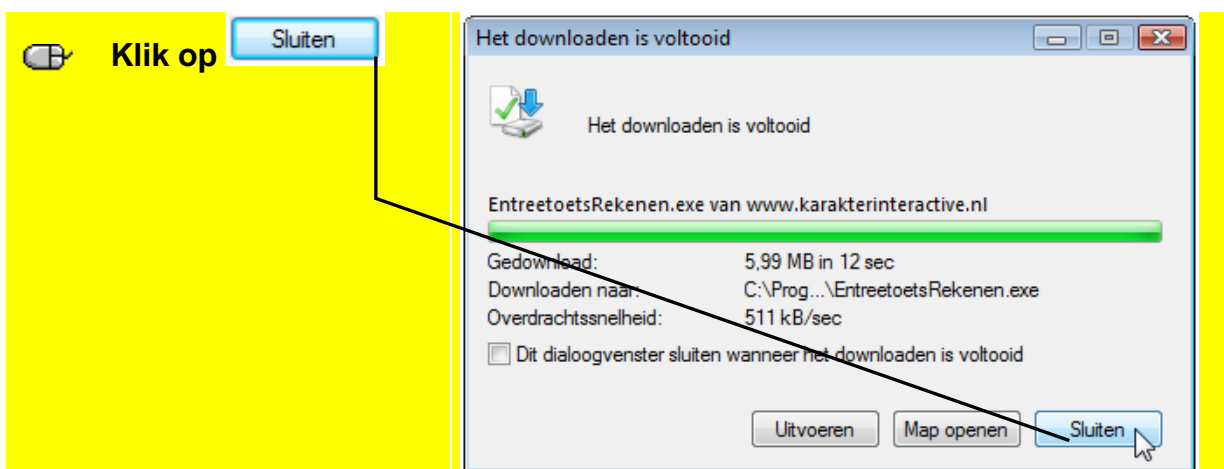 Klik op Sluiten
Het downloaden is voltooid
Het downloaden is voltooid
EntreetoetsRekenen.exe van www.karakterinteractive.nl
Gedownload: 5,99 MB in 12 sec
Downloaden naar: C:\Prog...\EntreetoetsRekenen.exe
Overdrachtssnelheid: 511 kB/sec
Dit dialoogvenster sluiten wanneer het downloaden is voltooid
Uitvoeren Map openen Sluiten